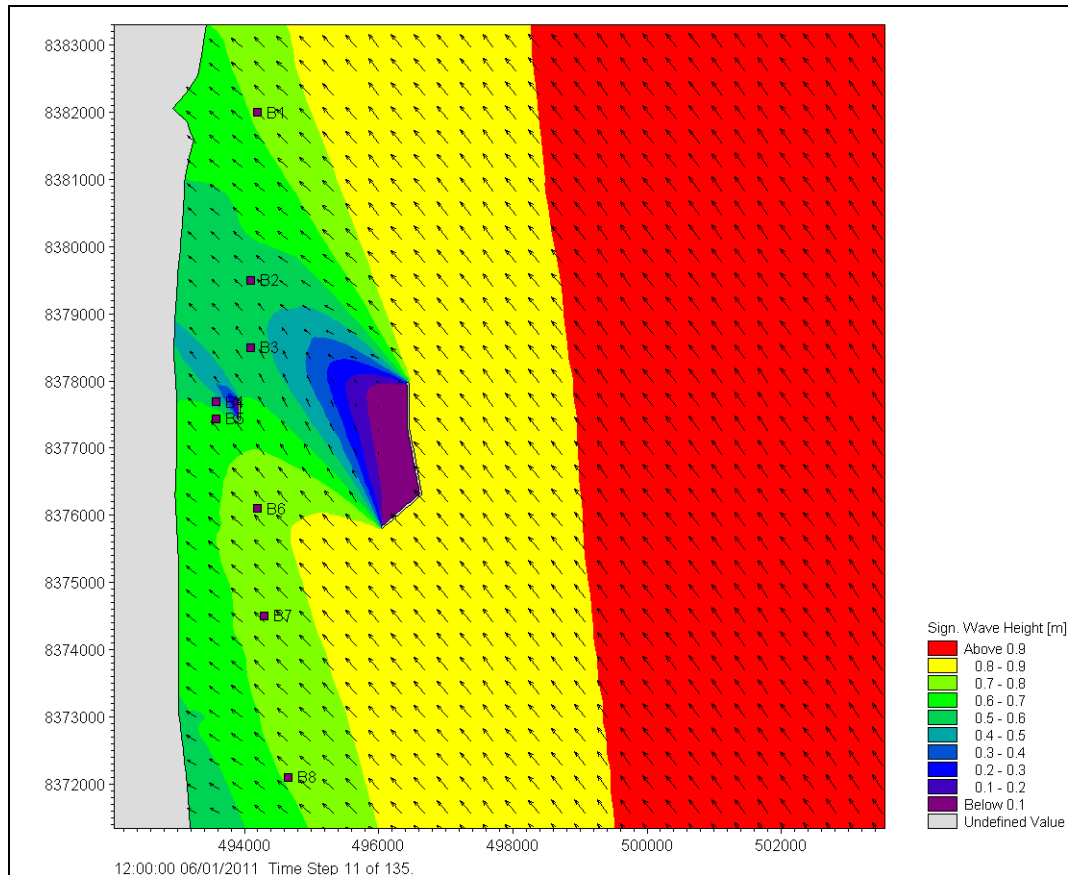 8383000
8382000
8381000
8380000
8379000
8378000
8377000
8376000
8375000
8374000
8373000
8372000
B1
B2
B3
B4
B5
B6
B7
B8
494000 496000 498000 500000 502000
12:00:00 06/01/2011 Time Step 11 of 135.
Sign. Wave Height [m]
Above 0.9
0.8 - 0.9
0.7 - 0.8
0.6 - 0.7
0.5 - 0.6
0.4 - 0.5
0.3 - 0.4
0.2 - 0.3
0.1 - 0.2
Below 0.1
Undefined Value